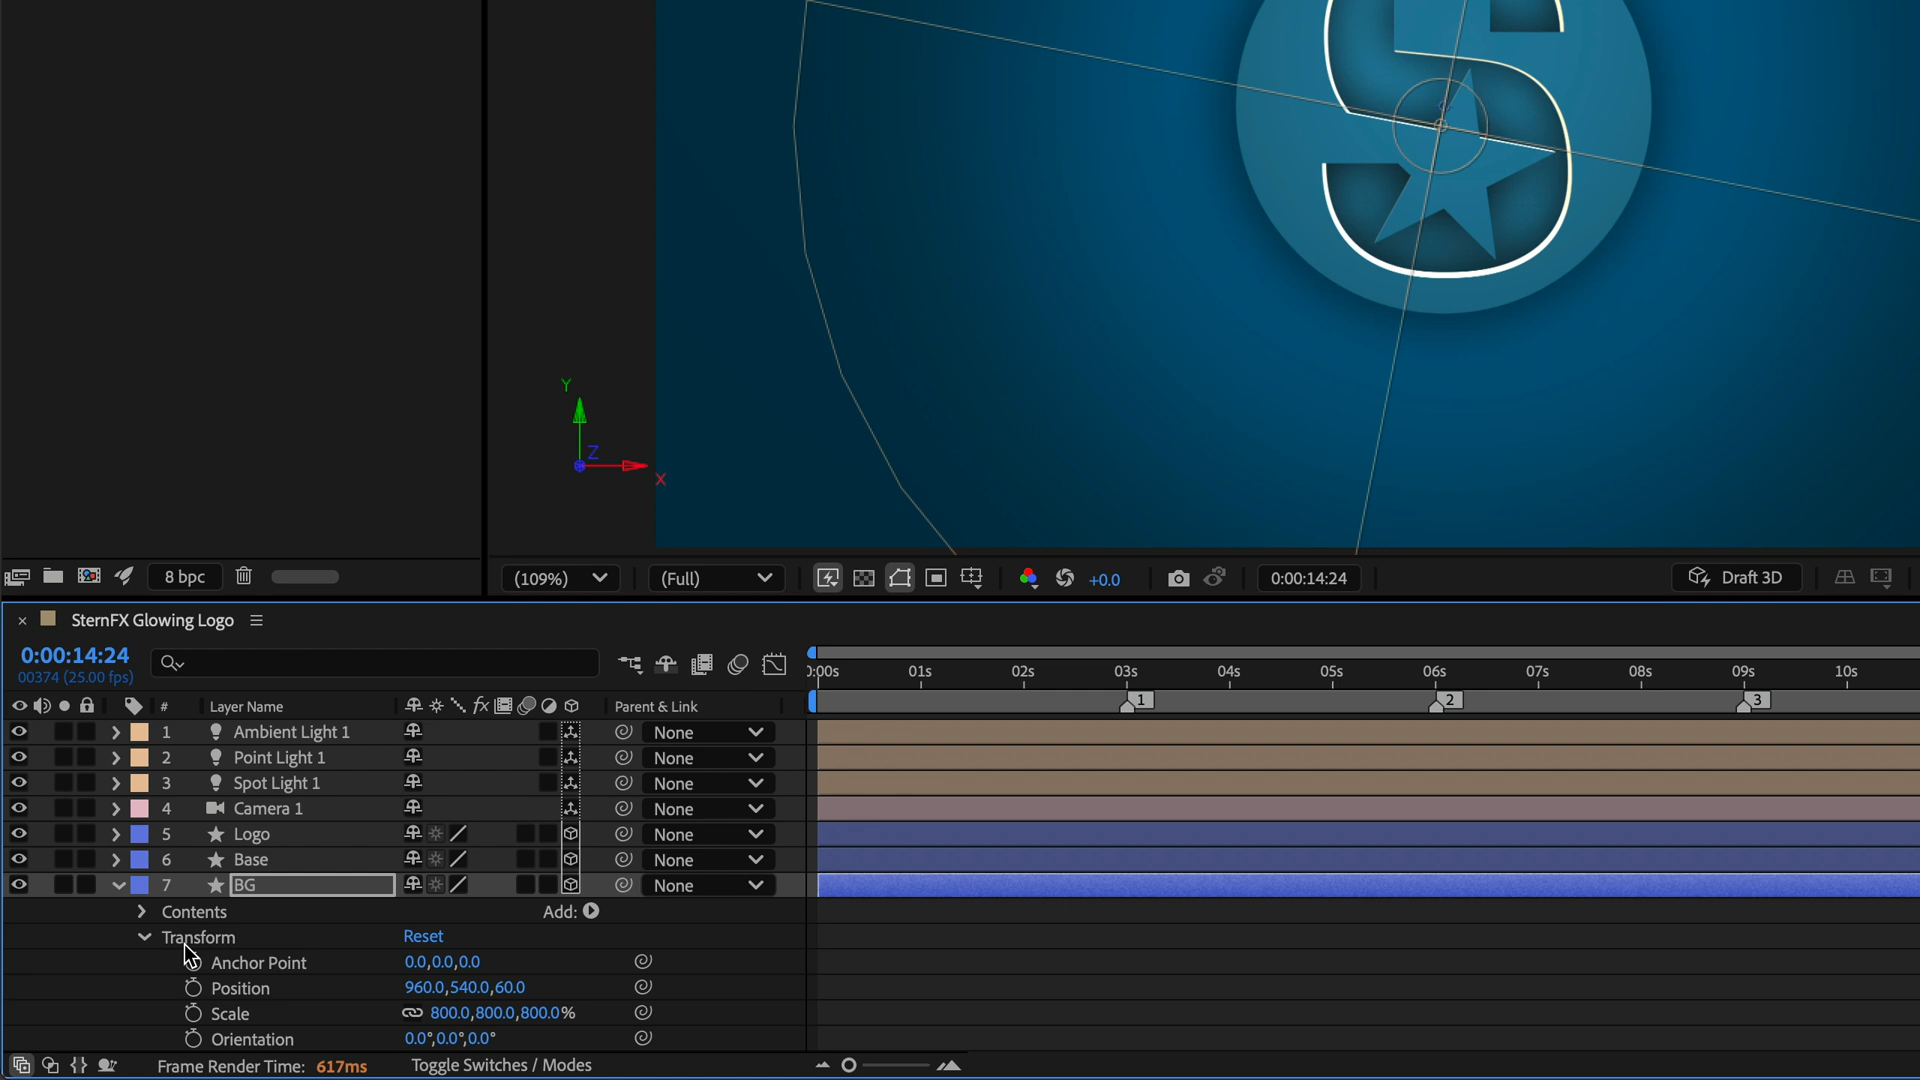 S
Y
Z
X
8 bpc
(109%)
(Full)
+0.0
0:00:14:24
Draft 3D
× SternFX Glowing Logo
0:00:14:24
00374 (25.00 fps)
0:00s 01s 02s 03s 04s 05s 06s 07s 08s 09s 10s
# Layer Name fx Parent & Link
1 2 3
1 Ambient Light 1 None
2 Point Light 1 None
3 Spot Light 1 None
4 Camera 1 None
5 Logo None
6 Base None
7 BG None
Contents Add:
Transform Reset
Anchor Point 0.0,0.0,0.0
Position 960.0,540.0,60.0
Scale 800.0,800.0,800.0%
Orientation 0.0°,0.0°,0.0°
Frame Render Time: 617ms Toggle Switches / Modes